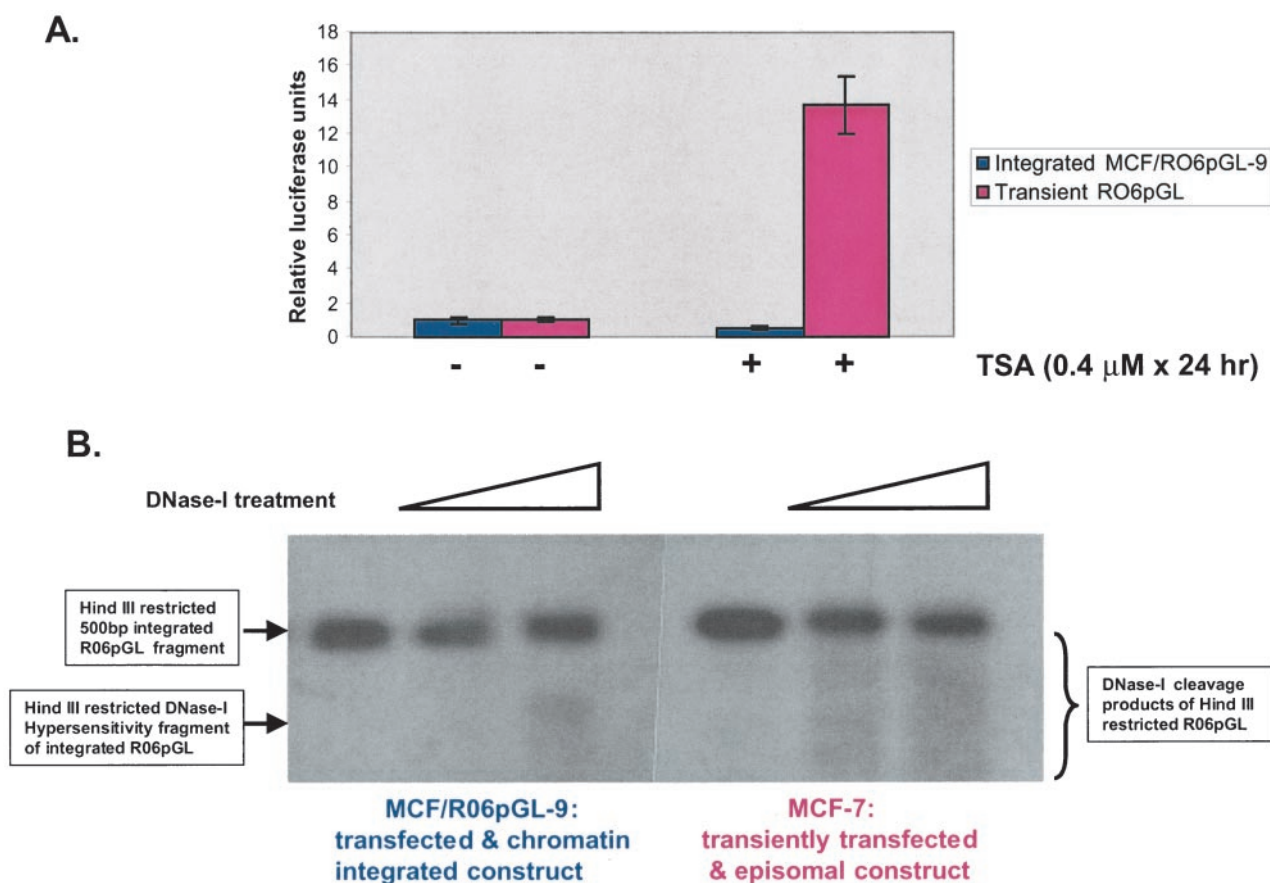 A.
18
16
14
12
10
8
6
4
2
0
Relative luciferase units
Integrated MCF/RO6pGL-9
Transient RO6pGL
- - + +
TSA (0.4 μM x 24 hr)
B.
DNase-I treatment
Hind III restricted
500bp integrated
R06pGL fragment
Hind III restricted DNase-I
Hypersensitivity fragment
of integrated R06pGL
DNase-I cleavage
products of Hind III
restricted R06pGL
MCF/R06pGL-9:
transfected & chromatin
integrated construct
MCF-7:
transiently transfected
& episomal construct